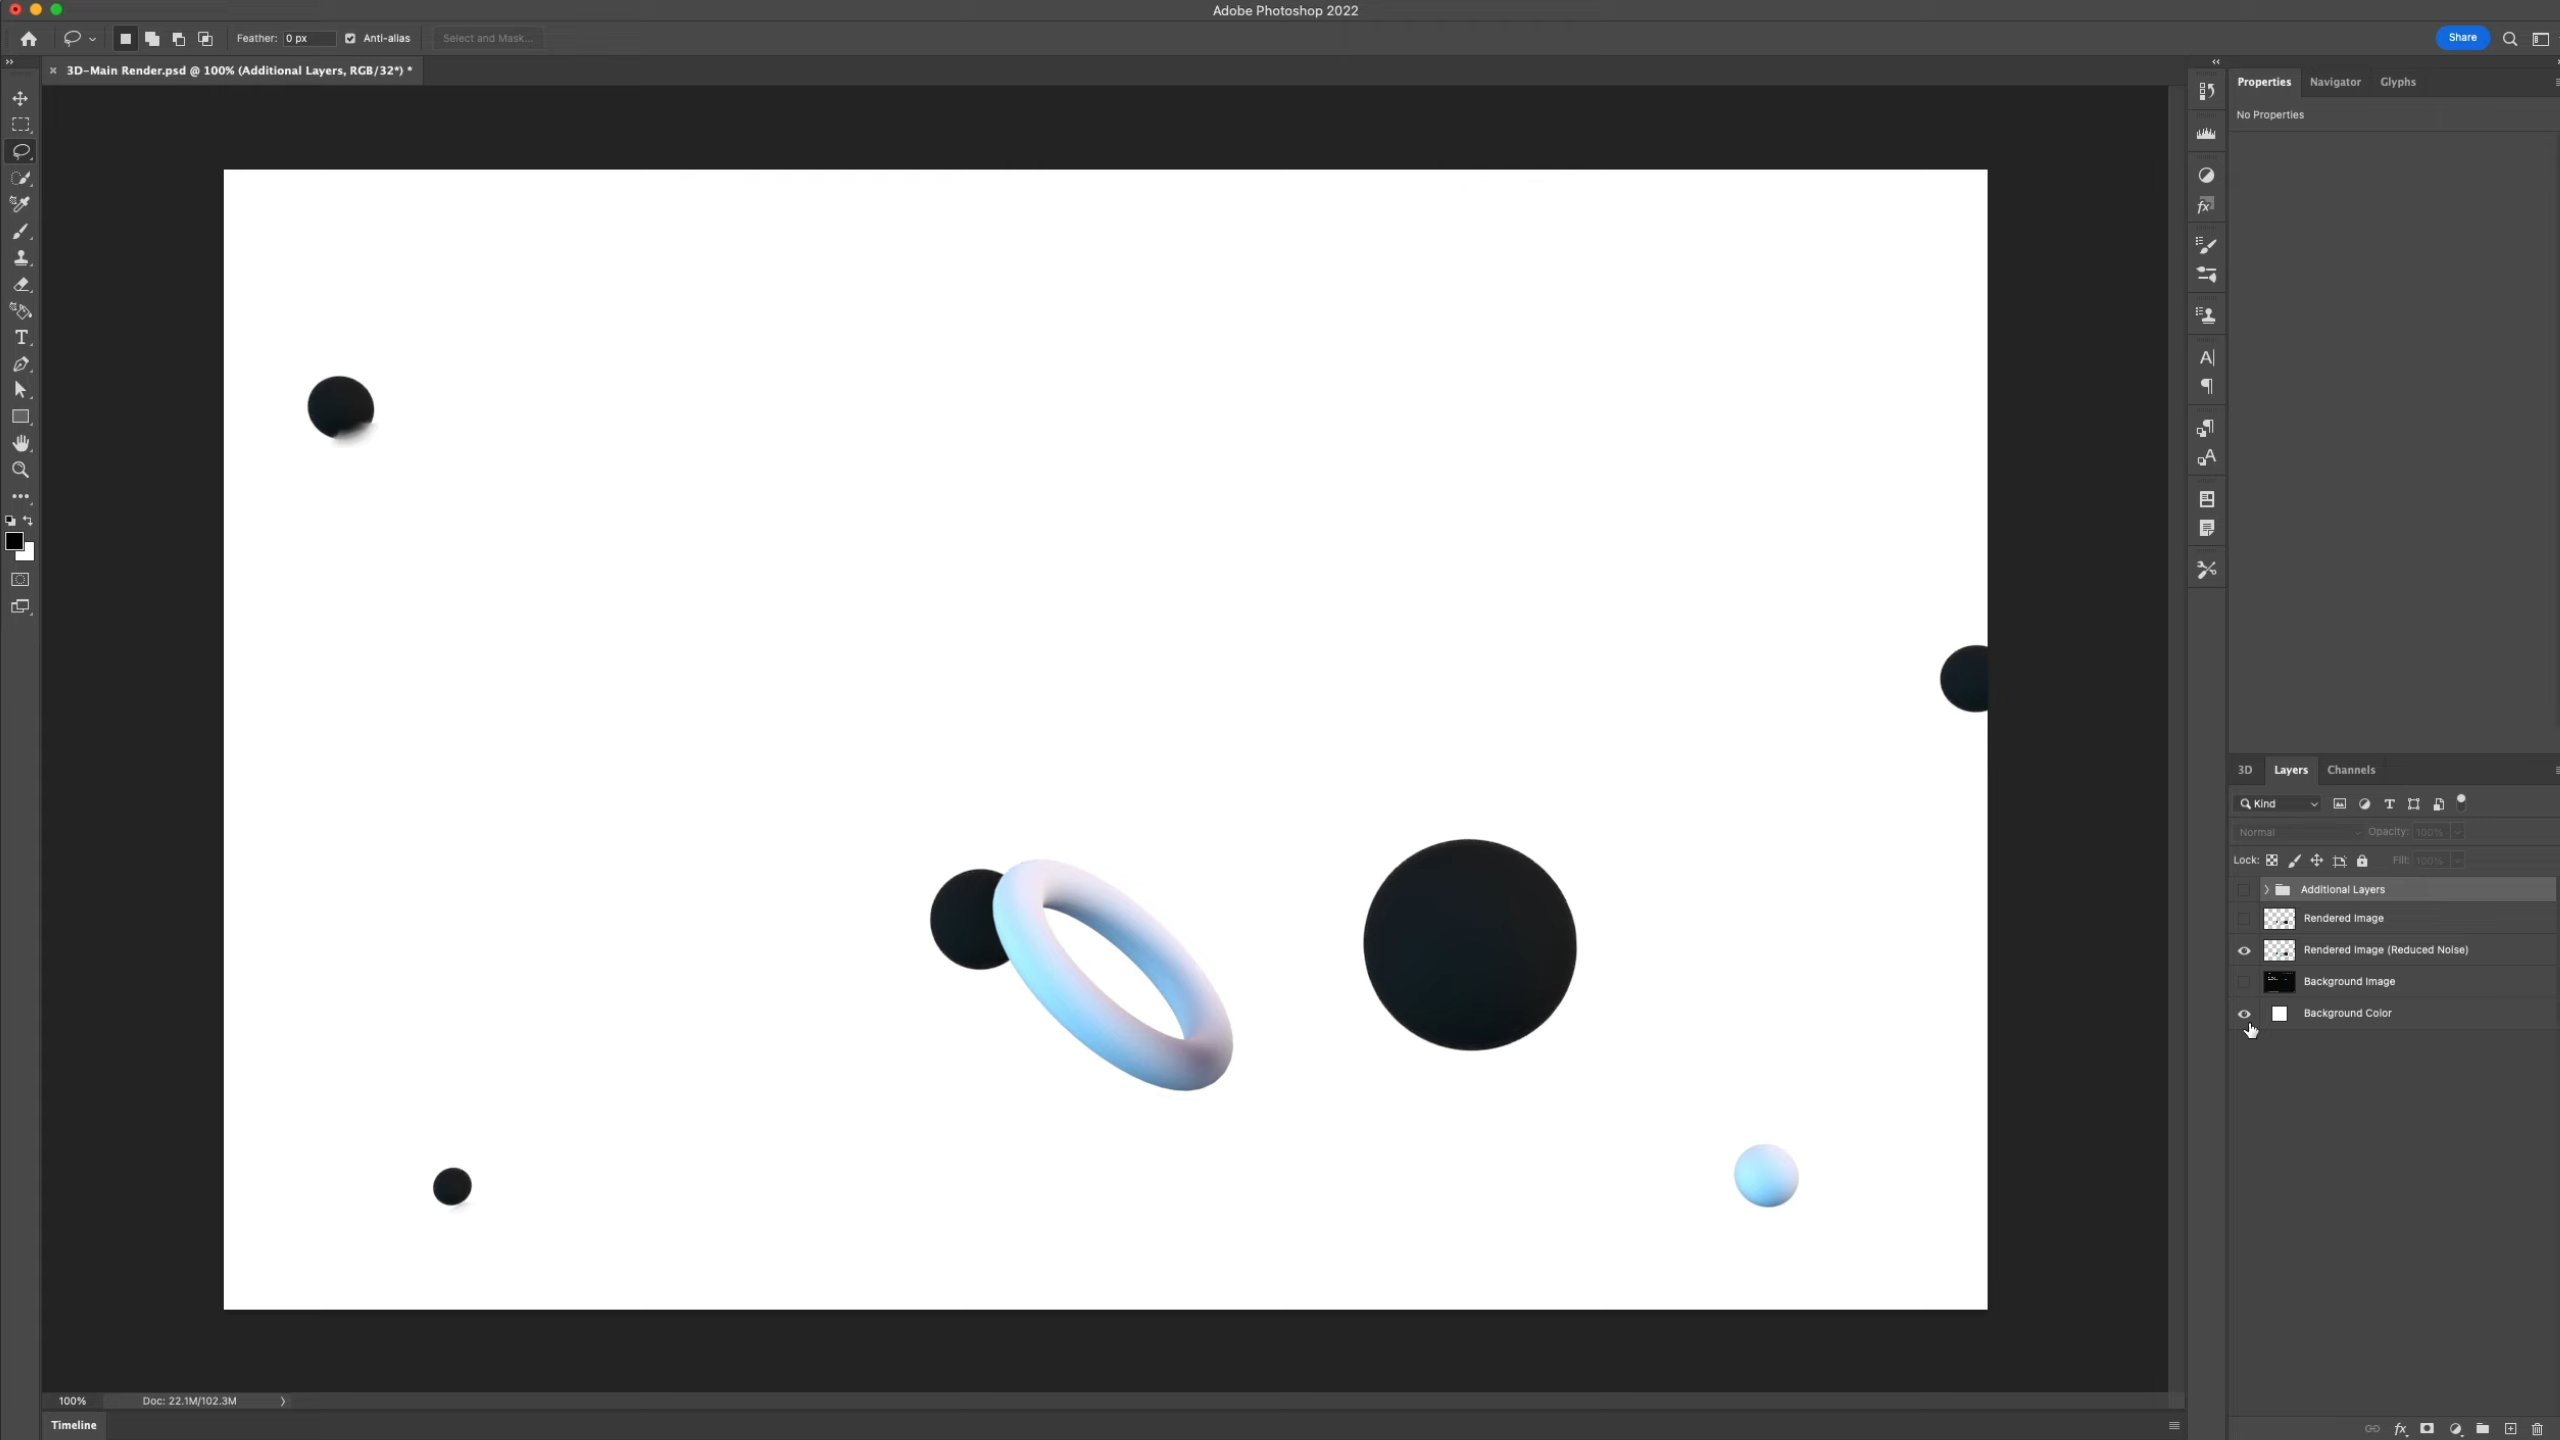 Adobe Photoshop 2022
Feather: 0 px Anti-alias Select and Mask... Share
3D-Main Render.psd @ 100% (Additional Layers, RGB/32*) *
Properties Navigator Glyphs
No Properties
3D Layers Channels
Kind
Normal Opacity: 100%
Lock: Fill: 100%
Additional Layers
Rendered Image
Rendered Image (Reduced Noise)
Background Image
Background Color
100% Doc: 22.1M/102.3M
Timeline